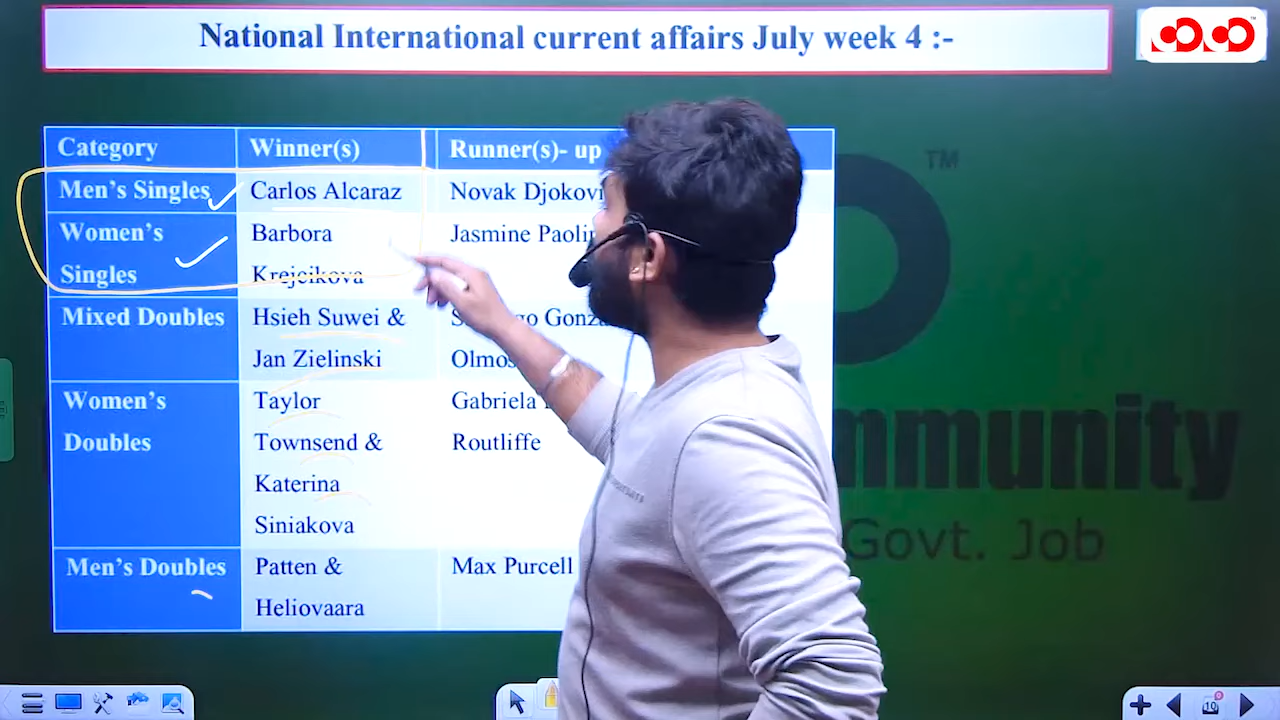 National International current affairs July week 4 :-
Category Winner(s) Runner(s)- up
Men's Singles Carlos Alcaraz Novak
Women's Barbora Jasmine
Singles Krejcikova
Mixed Doubles Hsieh Suwei &
Jan Zielinski Olmos
Women's Taylor Gabriela
Doubles Townsend & Routliffe
Katerina
Siniakova
Men's Doubles Patten & Max Purcell
Heliovaara
TM
Govt. Job
10